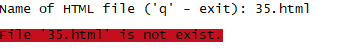 Name of HTML file ('q' - exit): 35.html
File '35.html' is not exist.